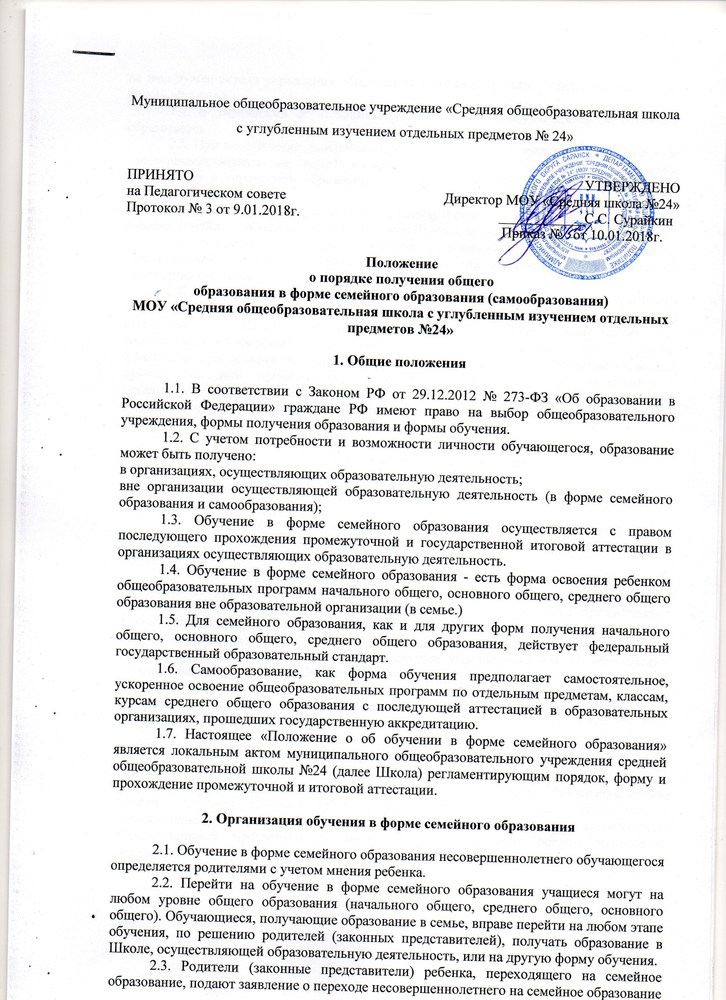 Муниципальное общеобразовательное учреждение «Средняя общеобразовательная школа
с углубленным изучением отдельных предметов № 24»
ПРИНЯТО
на Педагогическом совете
Протокол № 3 от 9.01.2018г.
УТВЕРЖДЕНО
Директор МОУ «Средняя школа №24»
С.С. Сурайкин
Приказ № от 10.01.2018г.
Положение
о порядке получения общего
образования в форме семейного образования (самообразования)
МОУ «Средняя общеобразовательная школа с углубленным изучением отдельных
предметов №24»
1. Общие положения
1.1. В соответствии с Законом РФ от 29.12.2012 № 273-ФЗ «Об образовании в
Российской Федерации» граждане РФ имеют право на выбор общеобразовательного
учреждения, формы получения образования и формы обучения.
1.2. С учетом потребности и возможности личности обучающегося, образование
может быть получено:
в организациях, осуществляющих образовательную деятельность;
вне организации осуществляющей образовательную деятельность (в форме семейного
образования и самообразования);
1.3. Обучение в форме семейного образования осуществляется с правом
последующего прохождения промежуточной и государственной итоговой аттестации в
организациях осуществляющих образовательную деятельность.
1.4. Обучение в форме семейного образования - есть форма освоения ребенком
общеобразовательных программ начального общего, основного общего, среднего общего
образования вне образовательной организации (в семье.)
1.5. Для семейного образования, как и для других форм получения начального
общего, основного общего, среднего общего образования, действует федеральный
государственный образовательный стандарт.
1.6. Самообразование, как форма обучения предполагает самостоятельное,
ускоренное освоение общеобразовательных программ по отдельным предметам, классам,
курсам среднего общего образования с последующей аттестацией в образовательных
организациях, прошедших государственную аккредитацию.
1.7. Настоящее «Положение о об обучении в форме семейного образования»
является локальным актом муниципального общеобразовательного учреждения средней
общеобразовательной школы №24 (далее Школа) регламентирующим порядок, форму и
прохождение промежуточной и итоговой аттестации.
2. Организация обучения в форме семейного образования
2.1. Обучение в форме семейного образования несовершеннолетнего обучающегося
определяется родителями с учетом мнения ребенка.
2.2. Перейти на обучение в форме семейного образования учащиеся могут на
любом уровне общего образования (начального общего, среднего общего, основного
общего). Обучающиеся, получающие образование в семье, вправе перейти на любом этапе
обучения, по решению родителей (законных представителей), получать образование в
Школе, осуществляющей образовательную деятельность, или на другую форму обучения.
2.3. Родители (законные представители) ребенка, переходящего на семейное
образование, подают заявление о переходе несовершеннолетнего на семейное образование